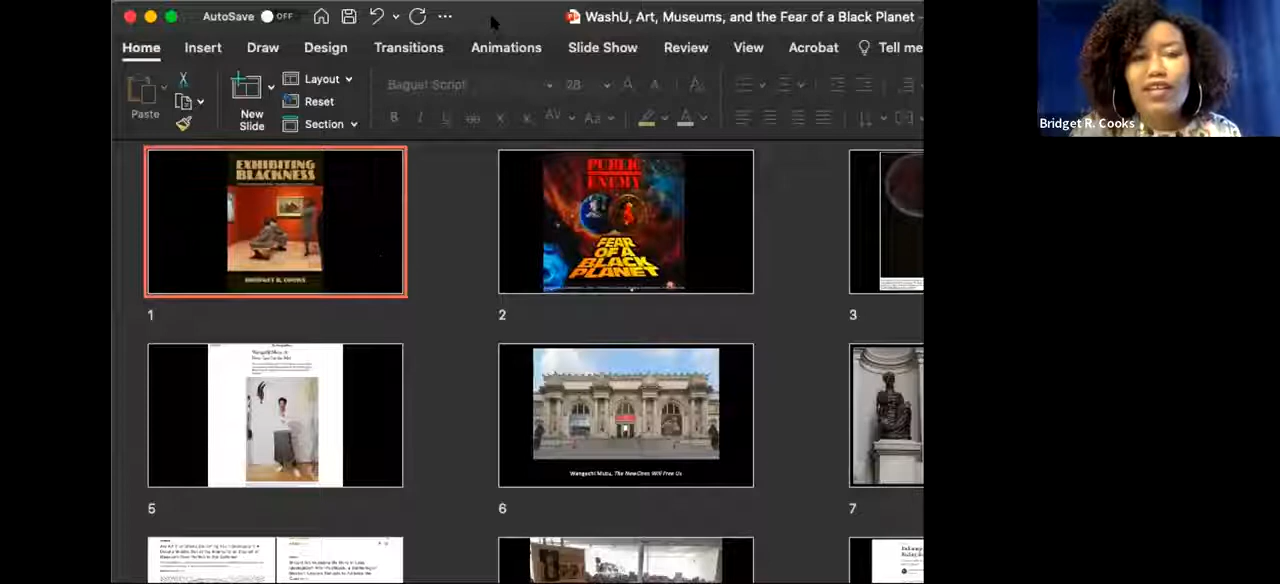 AutoSave OFF
WashU, Art, Museums, and the Fear of a Black Planet
Home Insert Draw Design Transitions Animations Slide Show Review View Acrobat Tell me
Bridget R. Cooks
Paste
New Slide
Layout
Reset
Section
Baguet Script 28
EXHIBITING
BLACKNESS
BRIDGET R. COOKS
PUBLIC
ENEMY
FEAR
OF A
BLACK
PLANET
1
2
3
Wangechi Mutu, The NewOnes Will Free Us
5
6
7